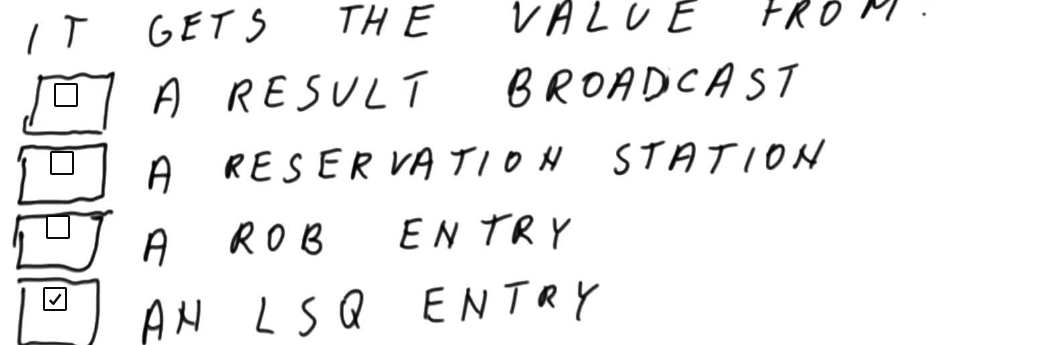 IT GETS THE VALUE FROM:
A RESULT BROADCAST
A RESERVATION STATION
A ROB ENTRY
AN LSQ ENTRY